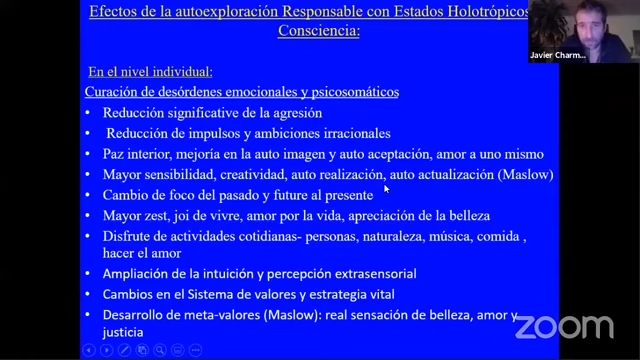 Efectos de la autoexploración Responsable con Estados Holotrópicos
Consciencia:
Javier Charm...
En el nivel individual:
Curación de desórdenes emocionales y psicosomáticos
• Reducción significativa de la agresión
• Reducción de impulsos y ambiciones irracionales
• Paz interior, mejoría en la auto imagen y auto aceptación, amor a uno mismo
• Mayor sensibilidad, creatividad, auto realización, auto actualización (Maslow)
• Cambio de foco del pasado y future al presente
• Mayor zest, joi de vivre, amor por la vida, apreciación de la belleza
• Disfrute de actividades cotidianas- personas, naturaleza, música, comida ,
hacer el amor
• Ampliación de la intuición y percepción extrasensorial
• Cambios en el Sistema de valores y estrategia vital
• Desarrollo de meta-valores (Maslow): real sensación de belleza, amor y
justicia
zoom